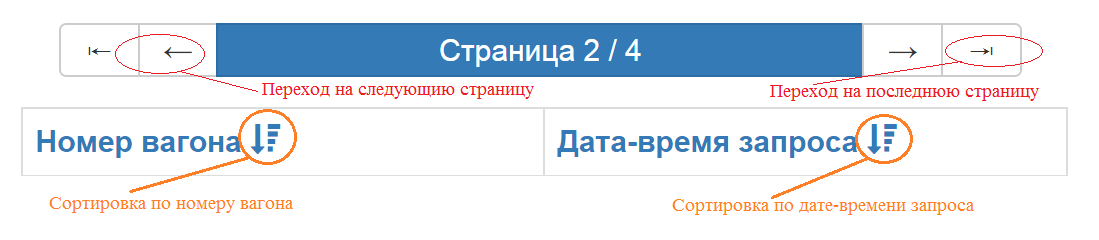 Страница 2 / 4
Переход на следующию страницу
Переход на последнюю страницу
Номер вагона
Дата-время запроса
Сортировка по номеру вагона
Сортировка по дате-времени запроса